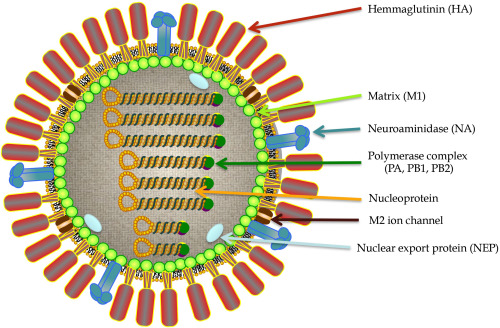 Hemmaglutinin (HA)
Matrix (M1)
Neuroaminidase (NA)
Polymerase complex
(PA, PB1, PB2)
Nucleoprotein
M2 ion channel
Nuclear export protein (NEP)